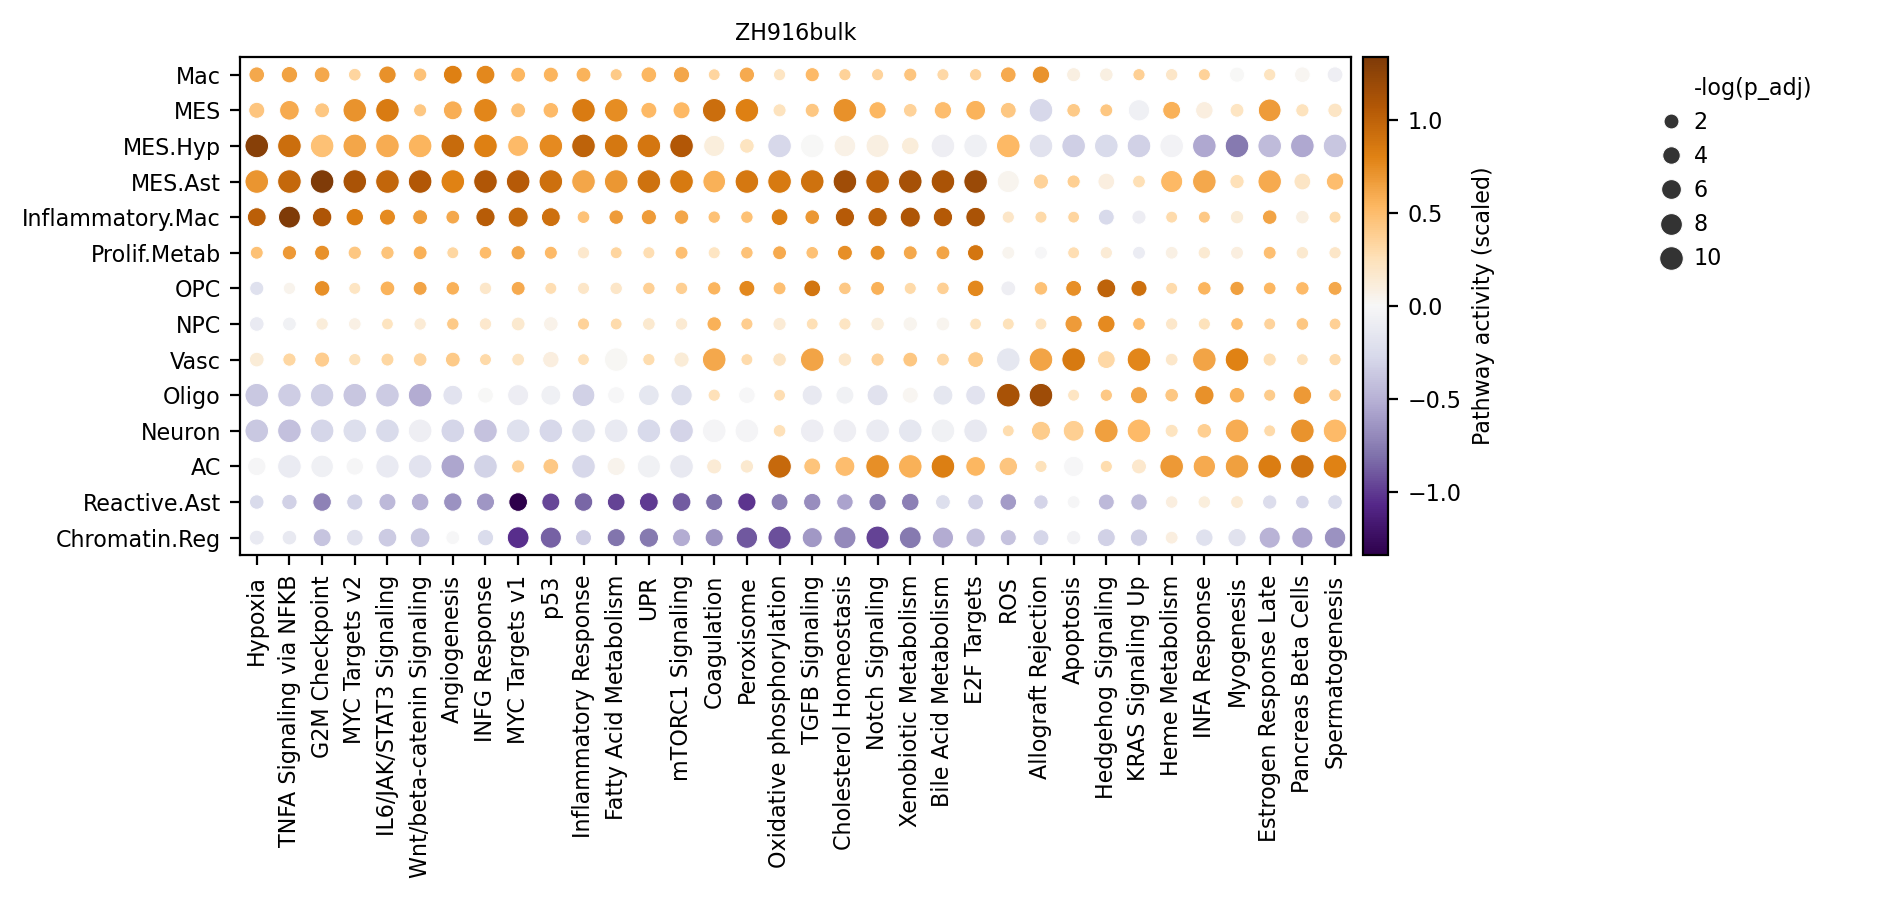 ZH916bulk
Mac
MES
MES.Hyp
MES.Ast
Inflammatory.Mac
Prolif.Metab
OPC
NPC
Vasc
Oligo
Neuron
AC
Reactive.Ast
Chromatin.Reg
Hypoxia
TNFA Signaling via NFKB
G2M Checkpoint
MYC Targets v2
IL6/JAK/STAT3 Signaling
Wnt/beta-catenin Signaling
Angiogenesis
INFG Response
MYC Targets v1
p53
Inflammatory Response
Fatty Acid Metabolism
UPR
mTORC1 Signaling
Coagulation
Peroxisome
Oxidative phosphorylation
TGFB Signaling
Cholesterol Homeostasis
Notch Signaling
Xenobiotic Metabolism
Bile Acid Metabolism
E2F Targets
ROS
Allograft Rejection
Apoptosis
Hedgehog Signaling
KRAS Signaling Up
Heme Metabolism
INFA Response
Myogenesis
Estrogen Response Late
Pancreas Beta Cells
Spermatogenesis
1.0
0.5
0.0
−0.5
−1.0
Pathway activity (scaled)
-log(p_adj)
2
4
6
8
10